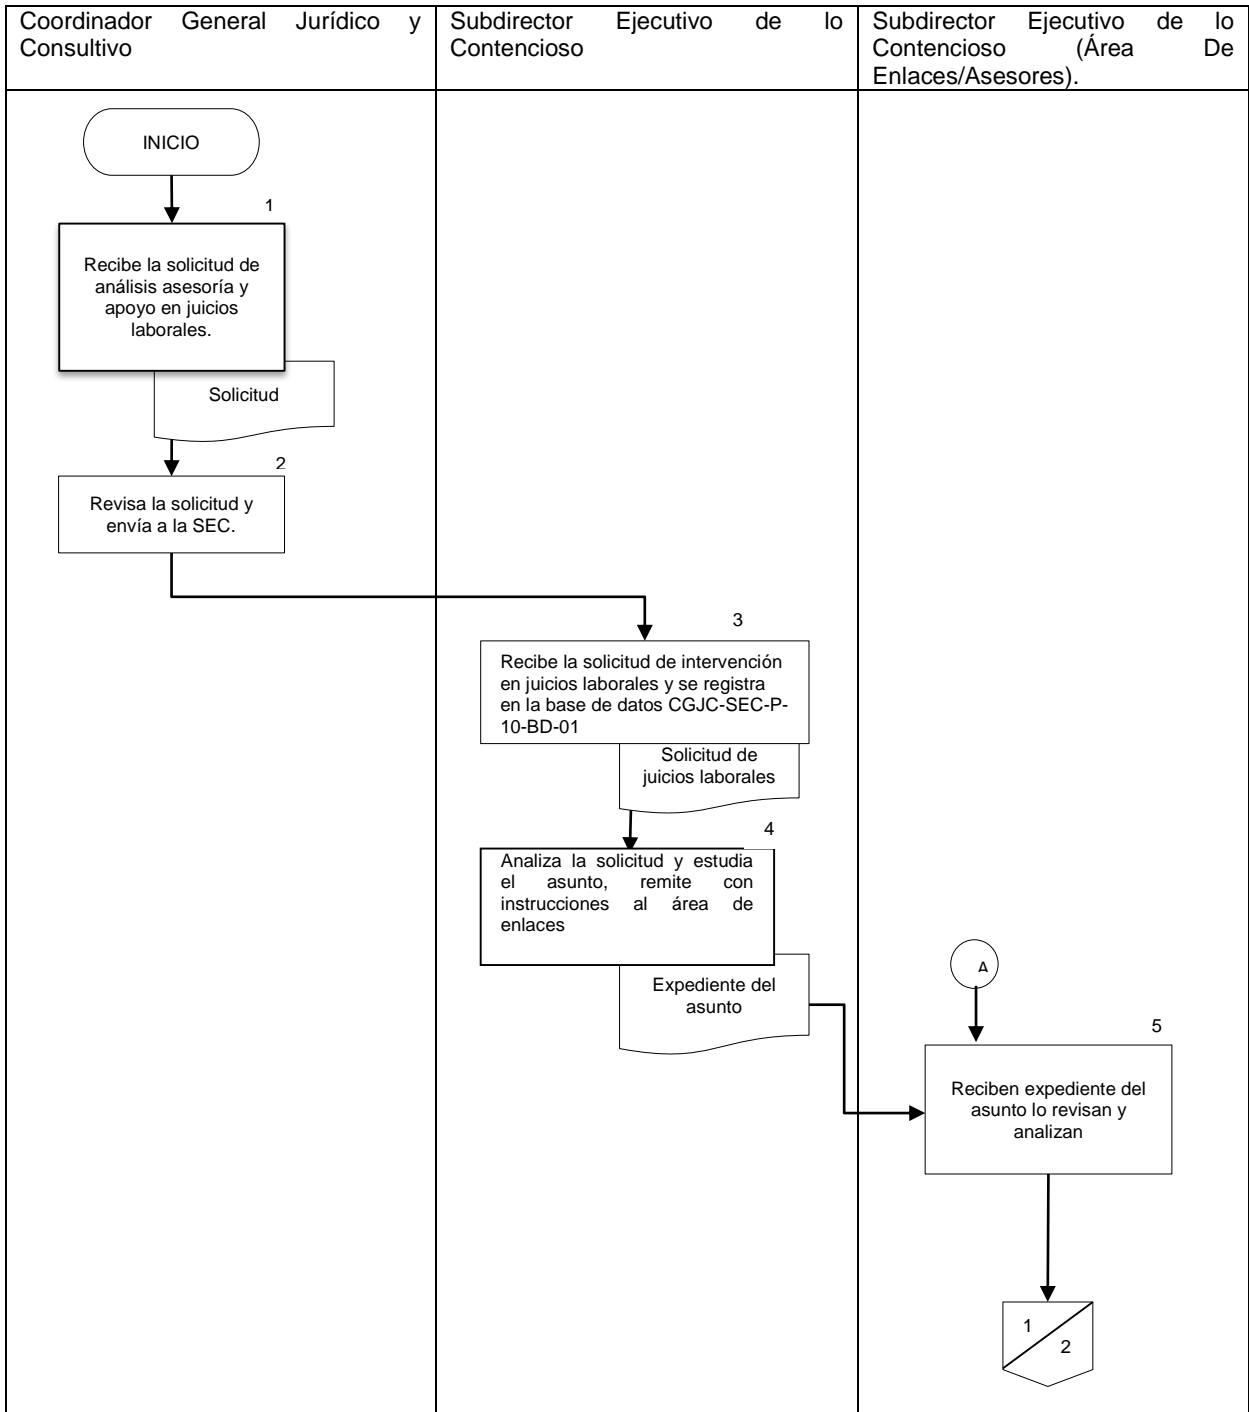 Coordinador General Jurídico y
Consultivo
Subdirector Ejecutivo de lo
Contencioso
Subdirector Ejecutivo de lo
Contencioso (Área De
Enlaces/Asesores).
INICIO
1
Recibe la solicitud de
análisis asesoría y
apoyo en juicios
laborales.
Solicitud
2
Revisa la solicitud y
envía a la SEC.
3
Recibe la solicitud de intervención
en juicios laborales y se registra
en la base de datos CGJC-SEC-P-
10-BD-01
Solicitud de
juicios laborales
4
Analiza la solicitud y estudia
el asunto, remite con
instrucciones al área de
enlaces
Expediente del
asunto
A
5
Reciben expediente del
asunto lo revisan y
analizan
1
2